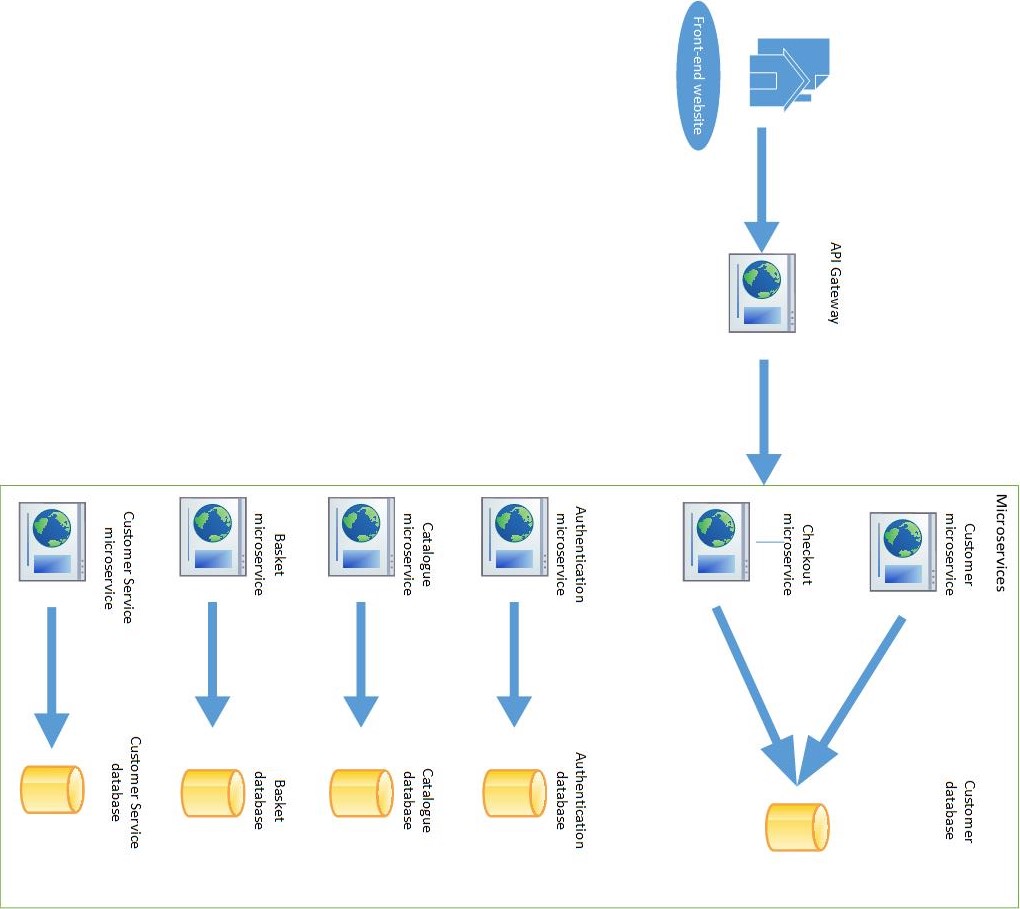 Front-end website
API Gateway
Microservices
Customer
microservice
Customer
database
Checkout
microservice
Authentication
microservice
Authentication
database
Catalogue
microservice
Catalogue
database
Basket
microservice
Basket
database
Customer Service
microservice
Customer Service
database